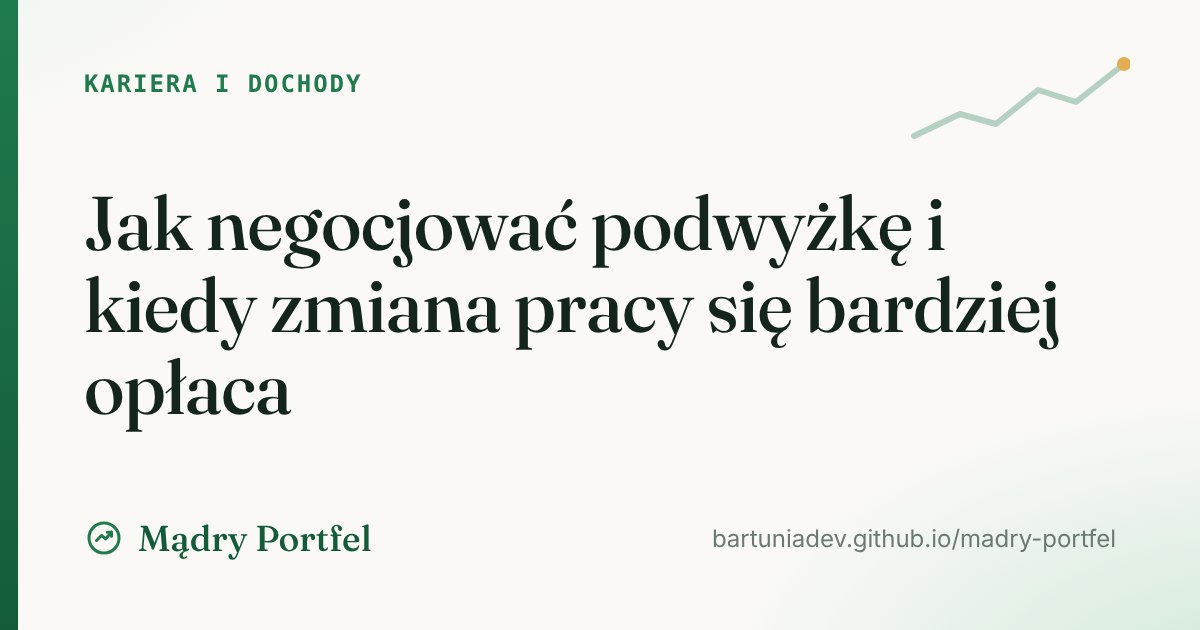 KARIERA I DOCHODY
Jak negocjować podwyżkę i
kiedy zmiana pracy się bardziej
opłaca
Mądry Portfel
bartuniadev.github.io/madry-portfel